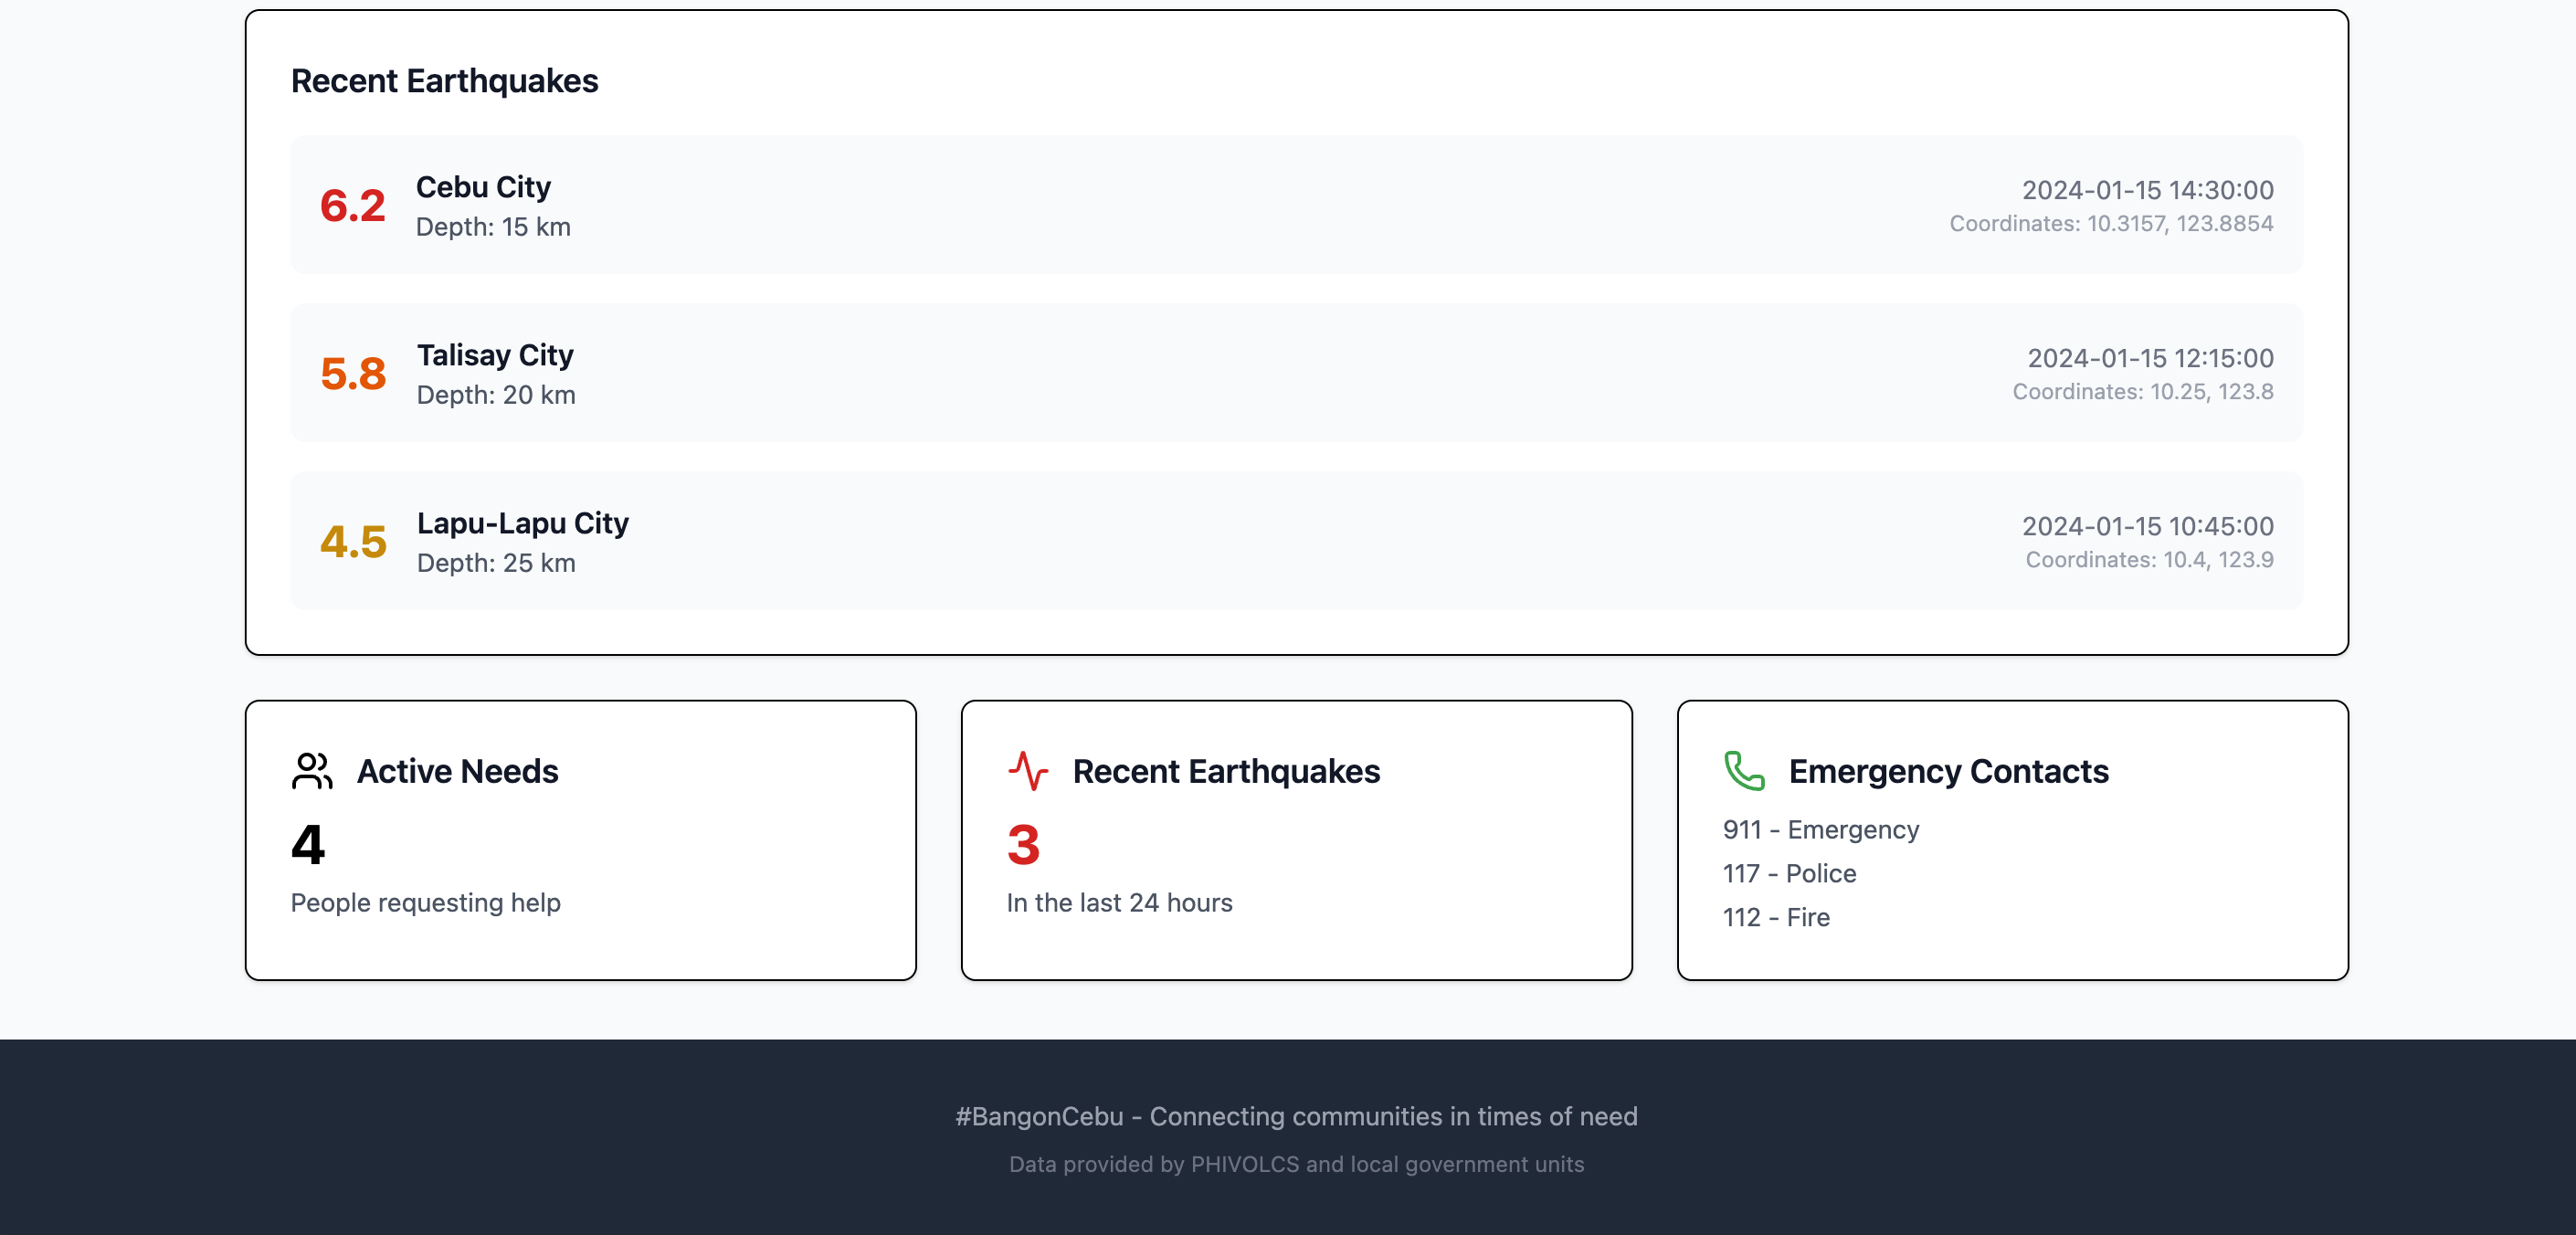 Recent Earthquakes
6.2
Cebu City
Depth: 15 km
2024-01-15 14:30:00
Coordinates: 10.3157, 123.8854
5.8
Talisay City
Depth: 20 km
2024-01-15 12:15:00
Coordinates: 10.25, 123.8
4.5
Lapu-Lapu City
Depth: 25 km
2024-01-15 10:45:00
Coordinates: 10.4, 123.9
Active Needs
4
People requesting help
Recent Earthquakes
3
In the last 24 hours
Emergency Contacts
911 - Emergency
117 - Police
112 - Fire
#BangonCebu - Connecting communities in times of need
Data provided by PHIVOLCS and local government units